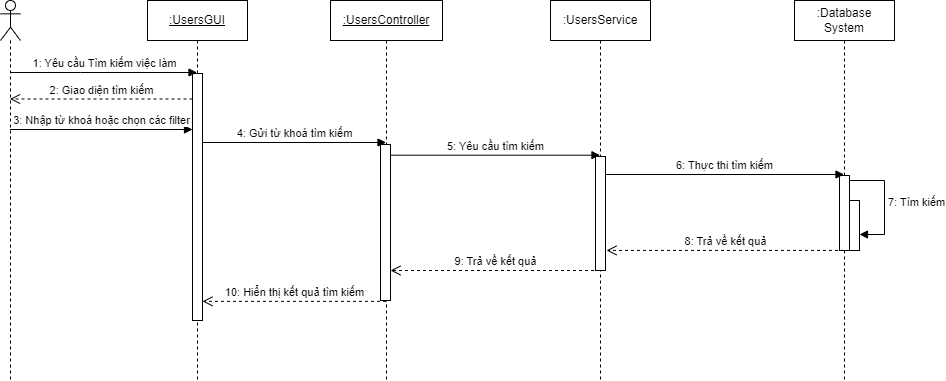 :UsersGUI
:UsersController
:UsersService
:Database
System
1: Yêu cầu Tìm kiếm việc làm
2: Giao diện tìm kiếm
3: Nhập từ khoá hoặc chọn các filter
4: Gửi từ khoá tìm kiếm
5: Yêu cầu tìm kiếm
6: Thực thi tìm kiếm
7: Tìm kiếm
8: Trả về kết quả
9: Trả về kết quả
10: Hiển thị kết quả tìm kiếm